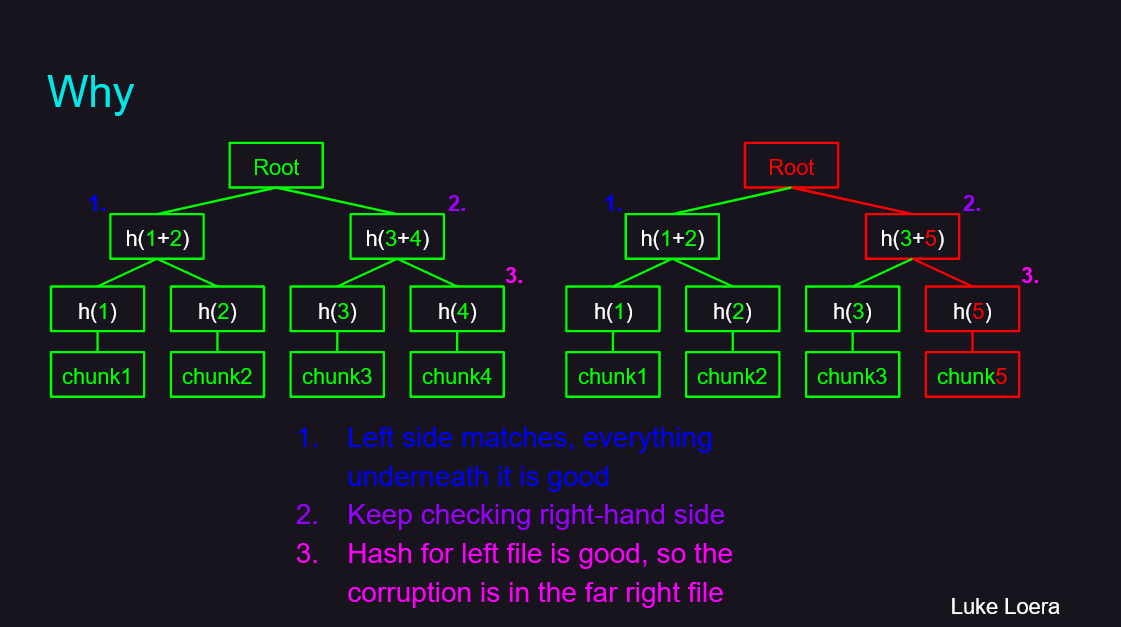 Why
Root Root
1. 2. 1. 2.
h(1+2) h(3+4) h(1+2) h(3+5)
3. 3.
h(1) h(2) h(3) h(4) h(1) h(2) h(3) h(5)
chunk1 chunk2 chunk3 chunk4 chunk1 chunk2 chunk3 chunk5
1. Left side matches, everything
underneath it is good
2. Keep checking right-hand side
3. Hash for left file is good, so the
corruption is in the far right file
Luke Loera